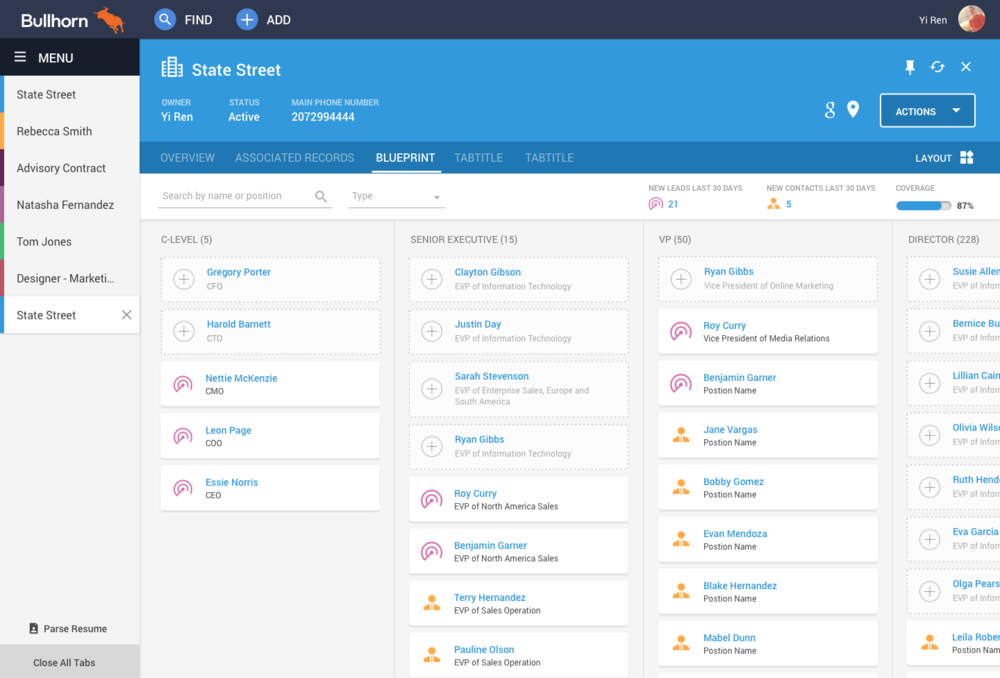 Bullhorn
FIND
ADD
Yi Ren
MENU
State Street
Rebecca Smith
Advisory Contract
Natasha Fernandez
Tom Jones
Designer - Marketi...
State Street
Parse Resume
Close All Tabs
State Street
OWNER STATUS MAIN PHONE NUMBER
Yi Ren Active 2072994444
g
ACTIONS
OVERVIEW ASSOCIATED RECORDS BLUEPRINT TABTITLE TABTITLE
LAYOUT
Search by name or position
Type
NEW LEADS LAST 30 DAYS
21
NEW CONTACTS LAST 30 DAYS
5
COVERAGE
87%
C-LEVEL (5)
Gregory Porter
CFO
Harold Barnett
CTO
Nettie McKenzie
CMO
Leon Page
COO
Essie Norris
CEO
SENIOR EXECUTIVE (15)
Clayton Gibson
EVP of Information Technology
Justin Day
EVP of Information Technology
Sarah Stevenson
EVP of Enterprise Sales, Europe and
South America
Ryan Gibbs
EVP of Information Technology
Roy Curry
EVP of North America Sales
Benjamin Garner
EVP of North America Sales
Terry Hernandez
EVP of Sales Operation
Pauline Olson
EVP of Sales Operation
VP (50)
Ryan Gibbs
Vice President of Online Marketing
Roy Curry
Vice President of Media Relations
Benjamin Garner
Postion Name
Jane Vargas
Postion Name
Bobby Gomez
Postion Name
Evan Mendoza
Postion Name
Blake Hernandez
Postion Name
Mabel Dunn
Postion Name
DIRECTOR (228)
Susie Allen
EVP of Infor
Bernice Bu
EVP of Infor
Lillian Cain
EVP of Infor
Olivia Wils
EVP of Infor
Ruth Hend
EVP of Infor
Eva Garcia
EVP of Infor
Olga Pears
EVP of Infor
Leila Rober
Postion Nam